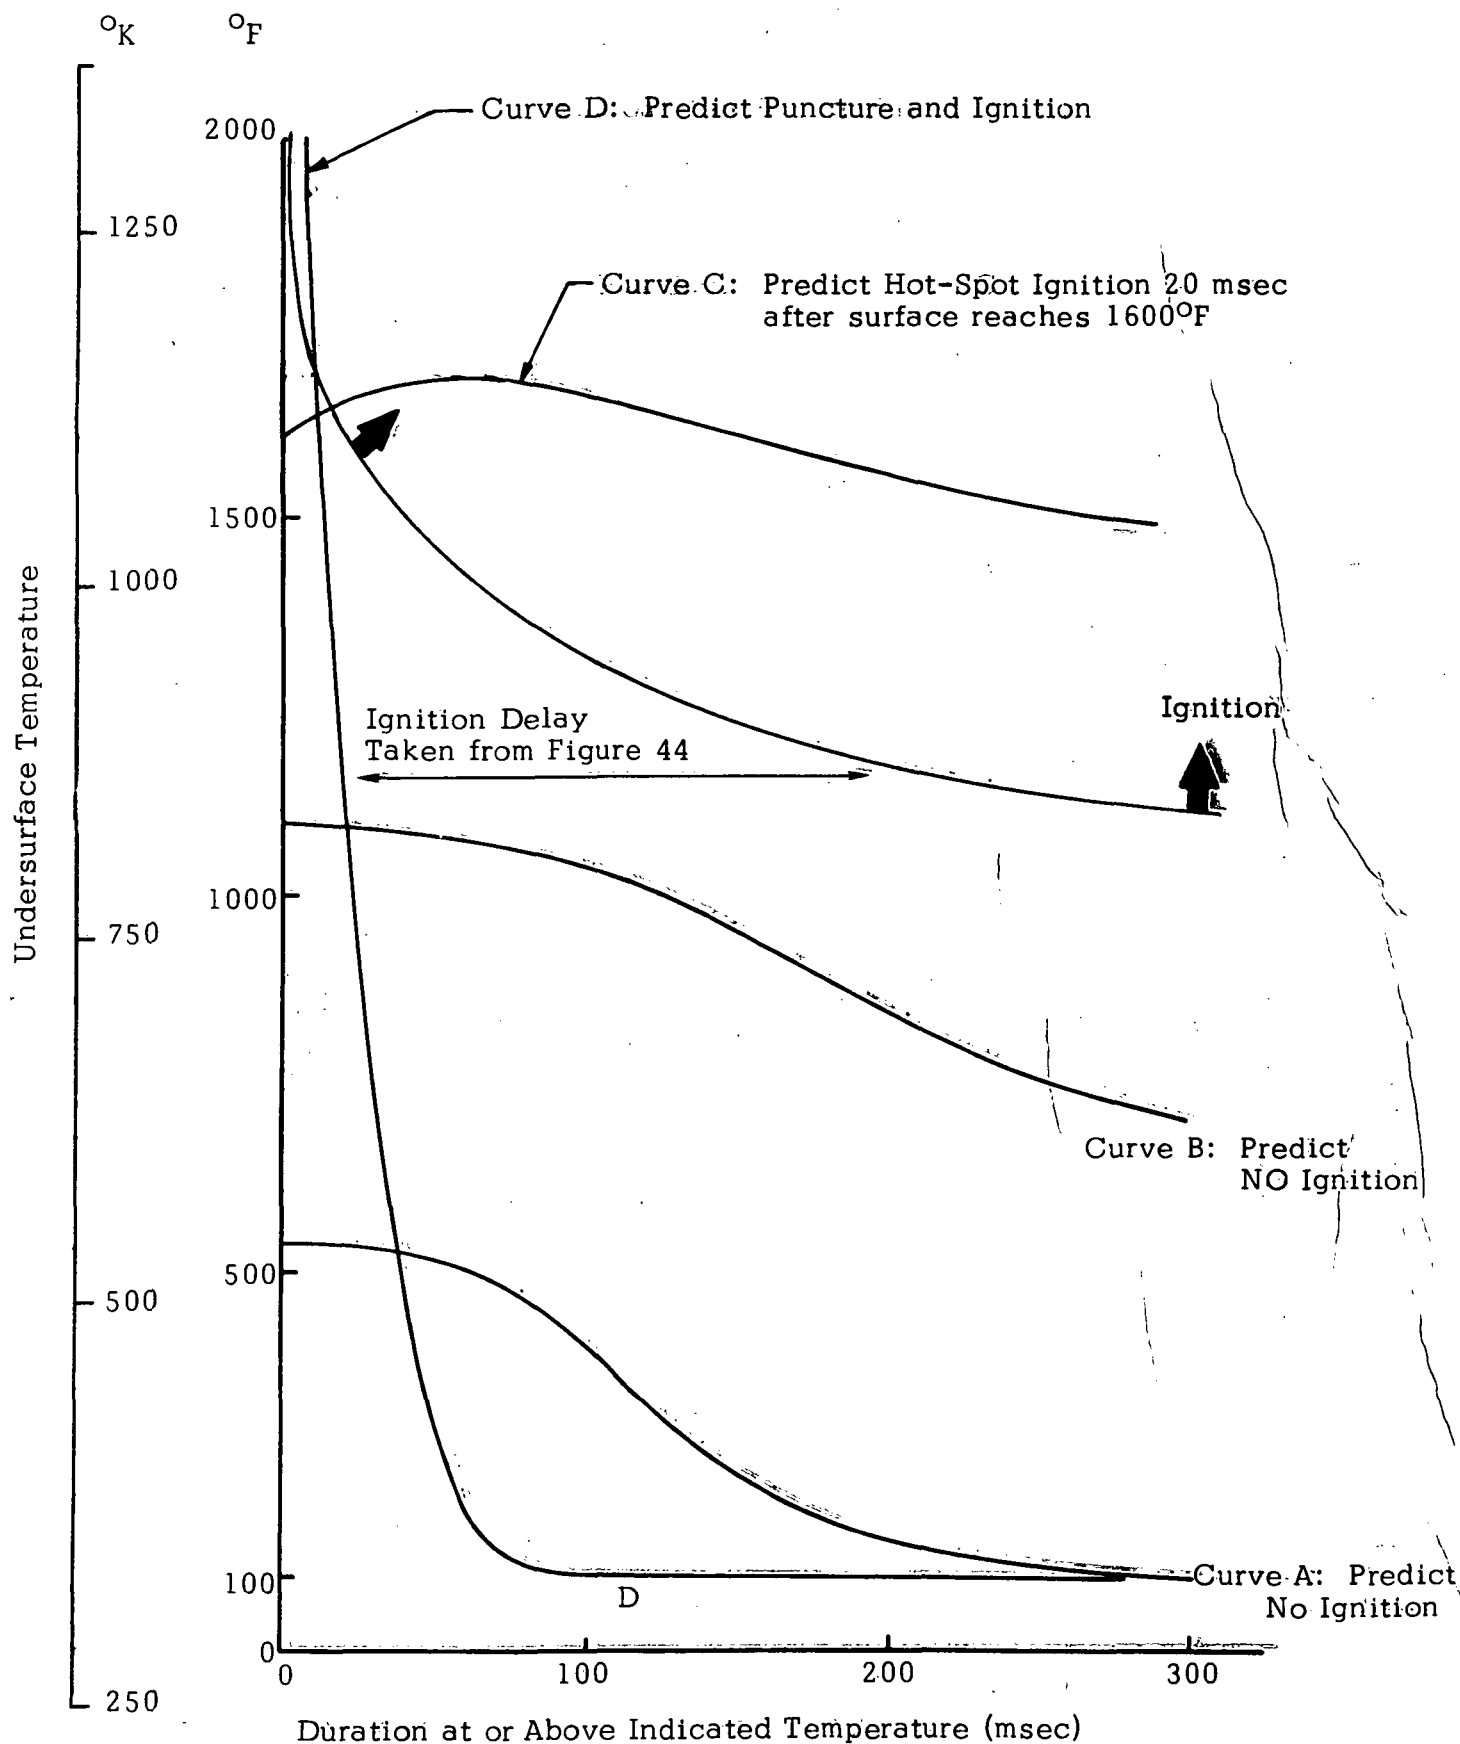 °K
°F
Curve D: Predict Puncture and Ignition
2000
1250
Curve C: Predict Hot-Spot Ignition 20 msec
after surface reaches 1600°F
1500
1000
Undersurface Temperature
Ignition
Ignition Delay
Taken from Figure 44
1000
750
Curve B: Predict
NO Ignition
500
500
100
Curve A: Predict
No Ignition
D
0
0
100
200
300
250
Duration at or Above Indicated Temperature (msec)